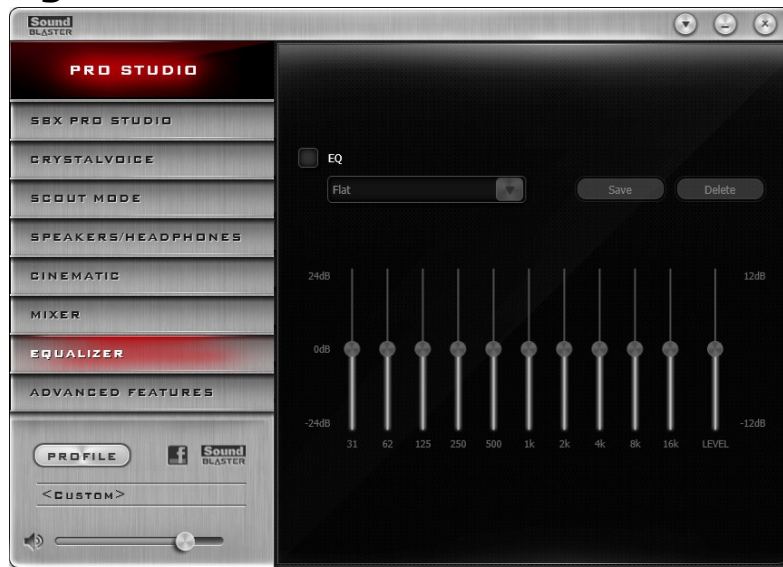 Sound
BLASTER
PRO STUDIO
SBX PRO STUDIO
CRYSTALVOICE
SCOUT MODE
SPEAKERS/HEADPHONES
CINEMATIC
MIXER
EQUALIZER
ADVANCED FEATURES
PROFILE
f
Sound
BLASTER
<CUSTOM>
EQ
Flat
Save
Delete
24dB
12dB
0dB
-24dB
-12dB
31 62 125 250 500 1k 2k 4k 8k 16k LEVEL